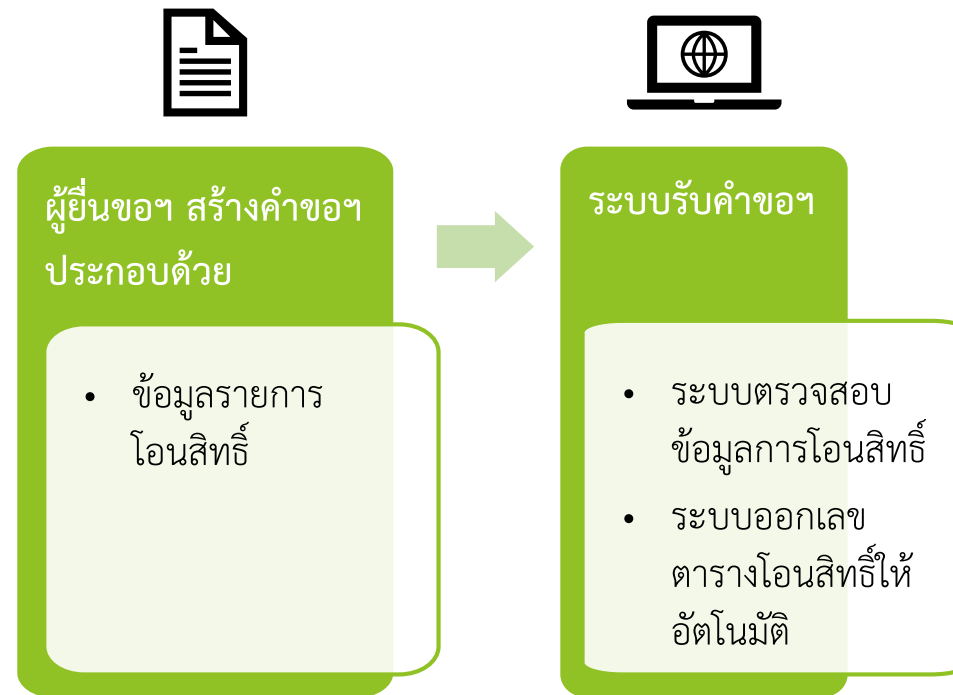 ผู้ยื่นขอฯ สร้างคำขอฯ
ประกอบด้วย
• ข้อมูลรายการ
โอนสิทธิ์
ระบบรับคำขอฯ
• ระบบตรวจสอบ
ข้อมูลการโอนสิทธิ์
• ระบบออกเลข
ตารางโอนสิทธิ์ให้
อัตโนมัติ